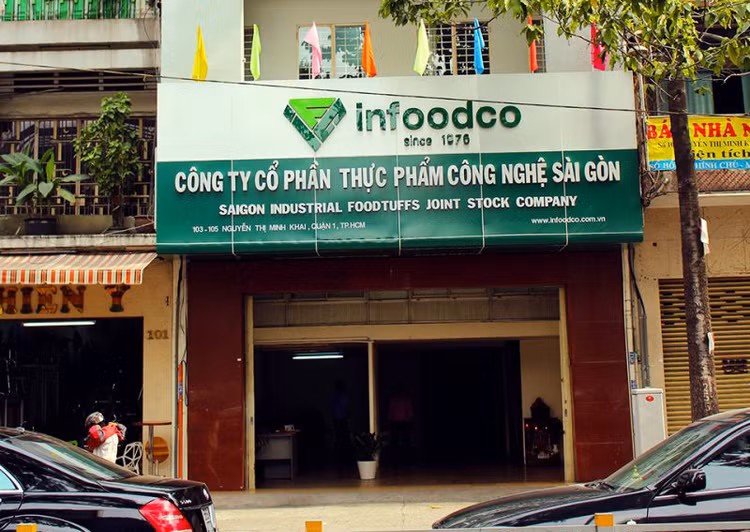 infoodco
since 1976
CÔNG TY CỔ PHẦN THỰC PHẨM CÔNG NGHỆ SÀI GÒN
SAIGON INDUSTRIAL FOODTUFFS JOINT STOCK COMPANY
103 - 105 NGUYỄN THỊ MINH KHAI, QUẬN 1, TP.HCM
www.infoodco.com.vn
BÁN NHÀ
101